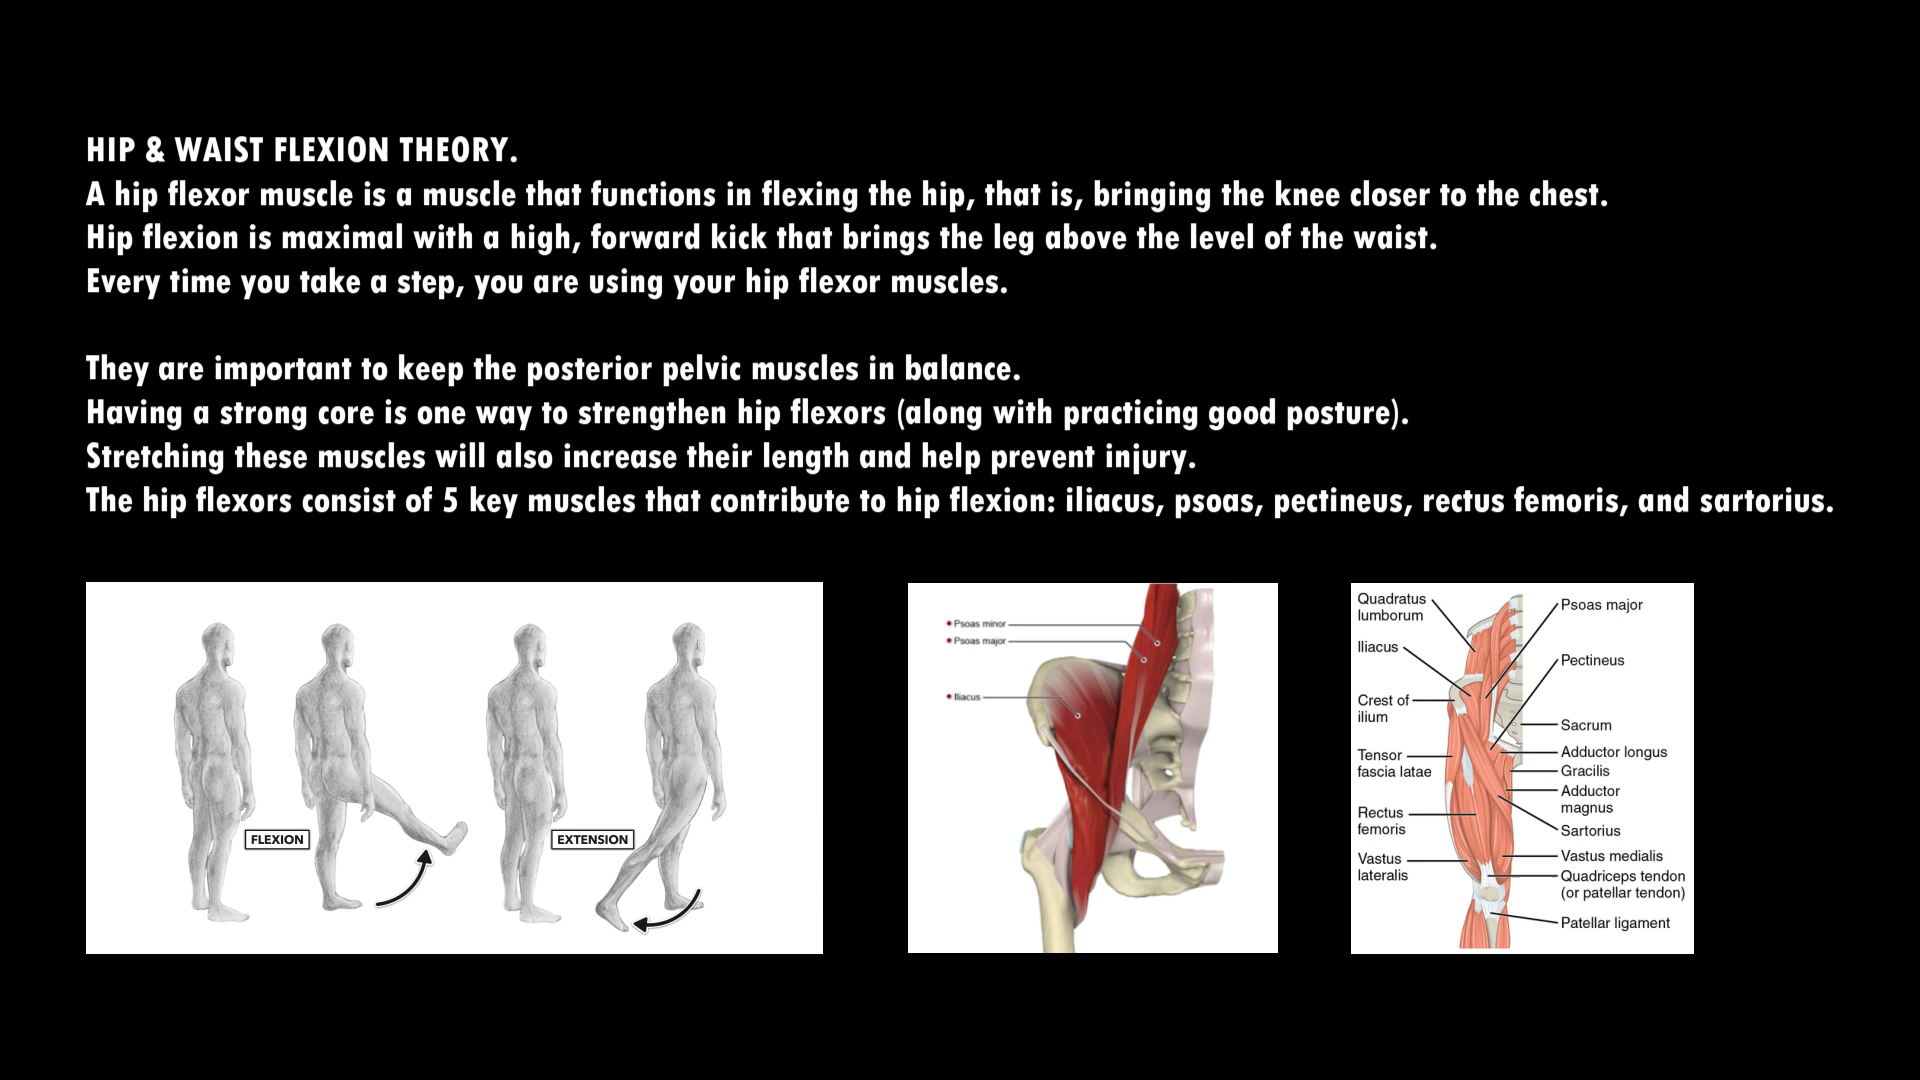 HIP & WAIST FLEXION THEORY.
A hip flexor muscle is a muscle that functions in flexing the hip, that is, bringing the knee closer to the chest.
Hip flexion is maximal with a high, forward kick that brings the leg above the level of the waist.
Every time you take a step, you are using your hip flexor muscles.
They are important to keep the posterior pelvic muscles in balance.
Having a strong core is one way to strengthen hip flexors (along with practicing good posture).
Stretching these muscles will also increase their length and help prevent injury.
The hip flexors consist of 5 key muscles that contribute to hip flexion: iliacus, psoas, pectineus, rectus femoris, and sartorius.
FLEXION
EXTENSION
Psoas minor
Psoas major
Iliacus
Quadratus
lumborum
Iliacus
Crest of
ilium
Tensor
fascia latae
Rectus
femoris
Vastus
lateralis
Psoas major
Pectineus
Sacrum
Adductor longus
Gracilis
Adductor
magnus
Sartorius
Vastus medialis
Quadriceps tendon
(or patellar tendon)
Patellar ligament